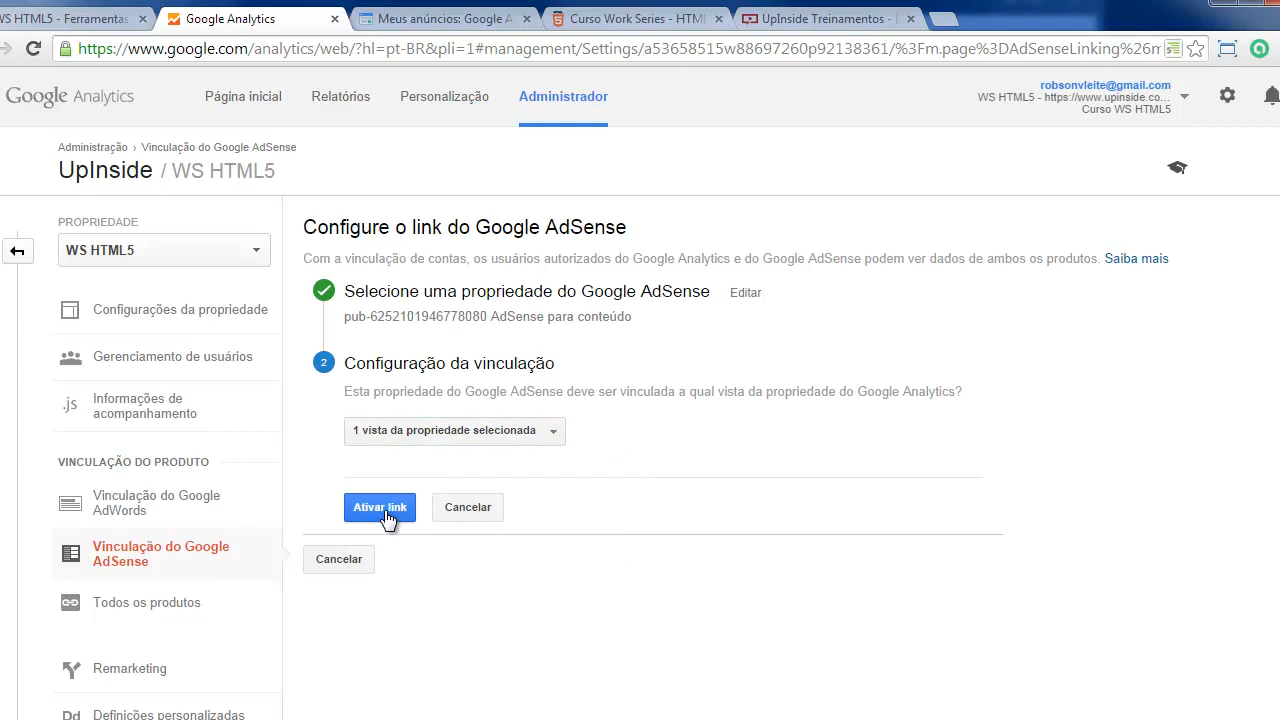 WS HTML5 - Ferramentas
Google Analytics
Meus anúncios: Google A
Curso Work Series - HTML
UpInside Treinamentos - E
https://www.google.com/analytics/web/?hl=pt-BR&pli=1#management/Settings/a53658515w88697260p92138361/%3Fm.page%3DAdSenseLinking%26m
Google Analytics
Página inicial
Relatórios
Personalização
Administrador
robsonvleite@gmail.com
WS HTML5 - https://www.upinside.co...
Curso WS HTML5
Administração › Vinculação do Google AdSense
UpInside / WS HTML5
PROPRIEDADE
WS HTML5
Configurações da propriedade
Gerenciamento de usuários
.js
Informações de
acompanhamento
VINCULAÇÃO DO PRODUTO
Vinculação do Google
AdWords
Vinculação do Google
AdSense
Todos os produtos
Remarketing
Dd
Definições personalizadas
Configure o link do Google AdSense
Com a vinculação de contas, os usuários autorizados do Google Analytics e do Google AdSense podem ver dados de ambos os produtos. Saiba mais
Selecione uma propriedade do Google AdSense Editar
pub-6252101946778080 AdSense para conteúdo
2
Configuração da vinculação
Esta propriedade do Google AdSense deve ser vinculada a qual vista da propriedade do Google Analytics?
1 vista da propriedade selecionada
Ativar link
Cancelar
Cancelar